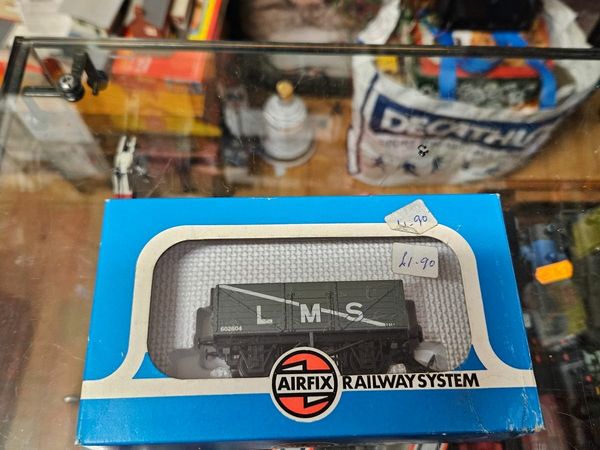 DECATHLON
£1.90
£1.90
L M S
602604
AIRFIX RAILWAY SYSTEM